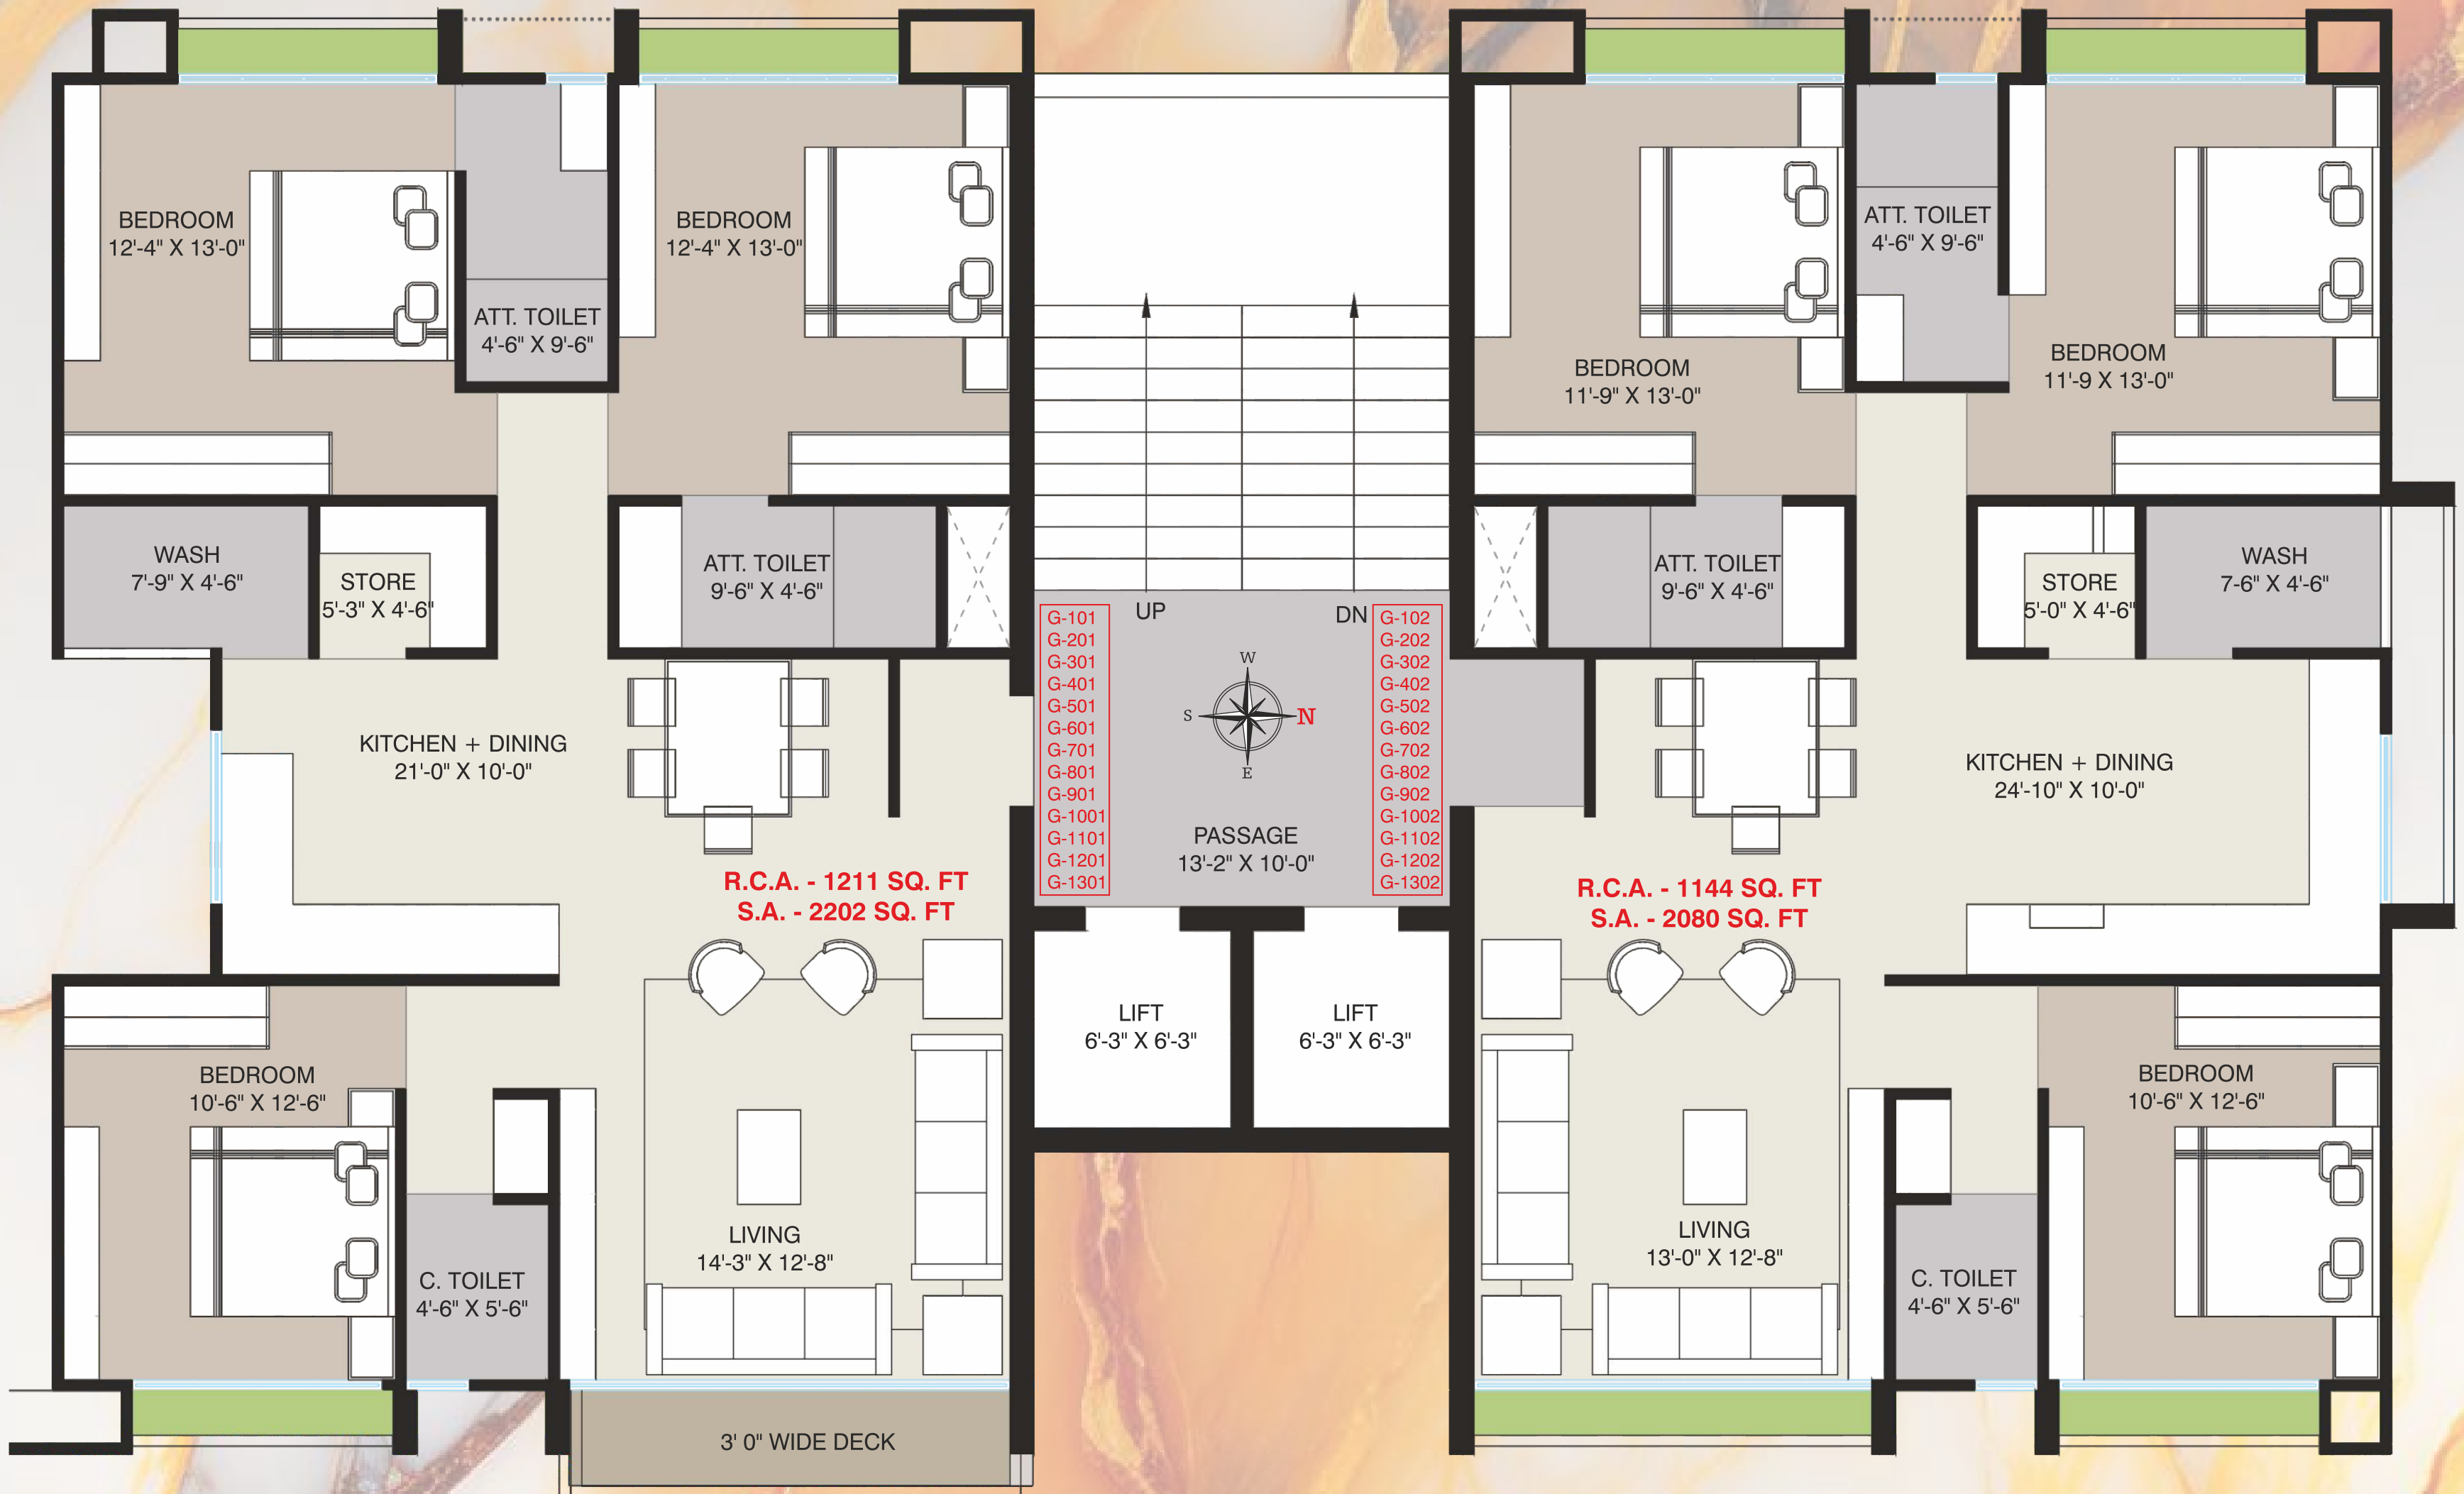 BEDROOM
12'-4" X 13'-0"
ATT. TOILET
4'-6" X 9'-6"
BEDROOM
12'-4" X 13'-0"
WASH
7'-9" X 4'-6"
STORE
5'-3" X 4'-6"
ATT. TOILET
9'-6" X 4'-6"
KITCHEN + DINING
21'-0" X 10'-0"
R.C.A. - 1211 SQ. FT
S.A. - 2202 SQ. FT
BEDROOM
10'-6" X 12'-6"
C. TOILET
4'-6" X 5'-6"
LIVING
14'-3" X 12'-8"
3' 0" WIDE DECK
UP
DN
G-101
G-201
G-301
G-401
G-501
G-601
G-701
G-801
G-901
G-1001
G-1101
G-1201
G-1301
W
S
N
E
G-102
G-202
G-302
G-402
G-502
G-602
G-702
G-802
G-902
G-1002
G-1102
G-1202
G-1302
PASSAGE
13'-2" X 10'-0"
LIFT
6'-3" X 6'-3"
LIFT
6'-3" X 6'-3"
BEDROOM
11'-9" X 13'-0"
ATT. TOILET
4'-6" X 9'-6"
BEDROOM
11'-9 X 13'-0"
ATT. TOILET
9'-6" X 4'-6"
STORE
5'-0" X 4'-6"
WASH
7-6" X 4'-6"
KITCHEN + DINING
24'-10" X 10'-0"
R.C.A. - 1144 SQ. FT
S.A. - 2080 SQ. FT
LIVING
13'-0" X 12'-8"
C. TOILET
4'-6" X 5'-6"
BEDROOM
10'-6" X 12'-6"